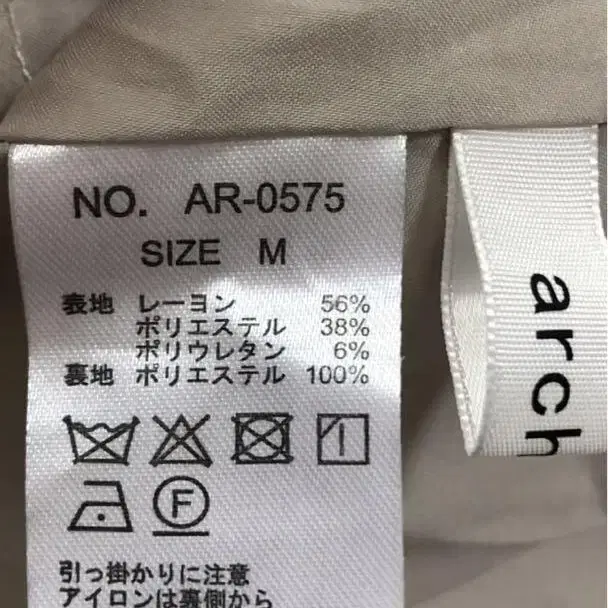 NO. AR-0575
SIZE M
表地 レーヨン 56%
ポリエステル 38%
ポリウレタン 6%
裏地 ポリエステル 100%
F
引っ掛かりに注意
アイロンは裏側から
arch